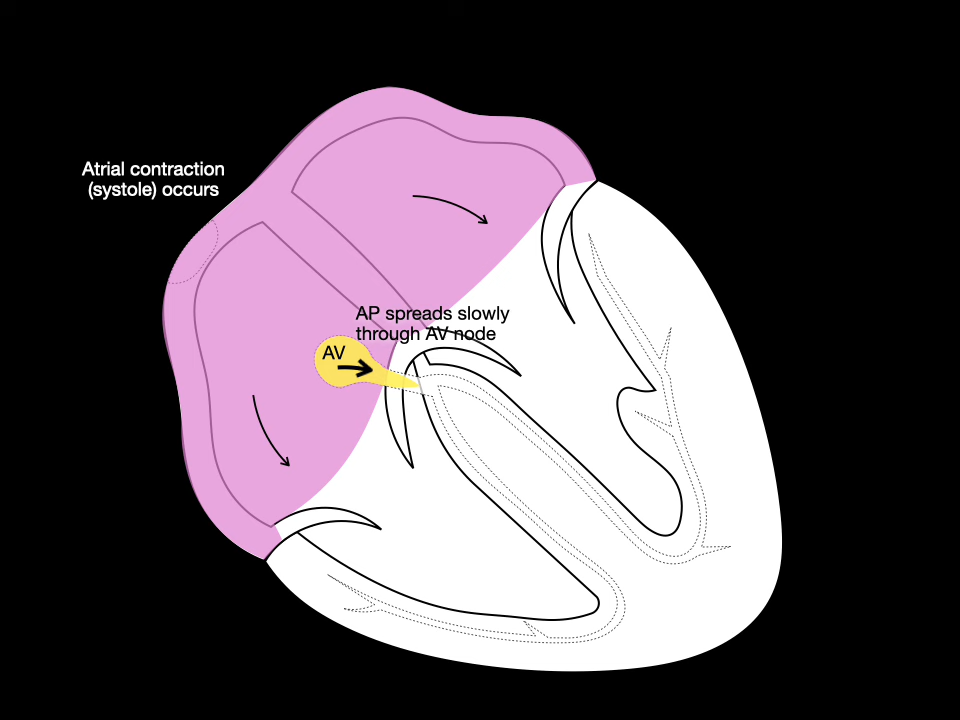 Atrial contraction
(systole) occurs
AP spreads slowly
through AV node
AV